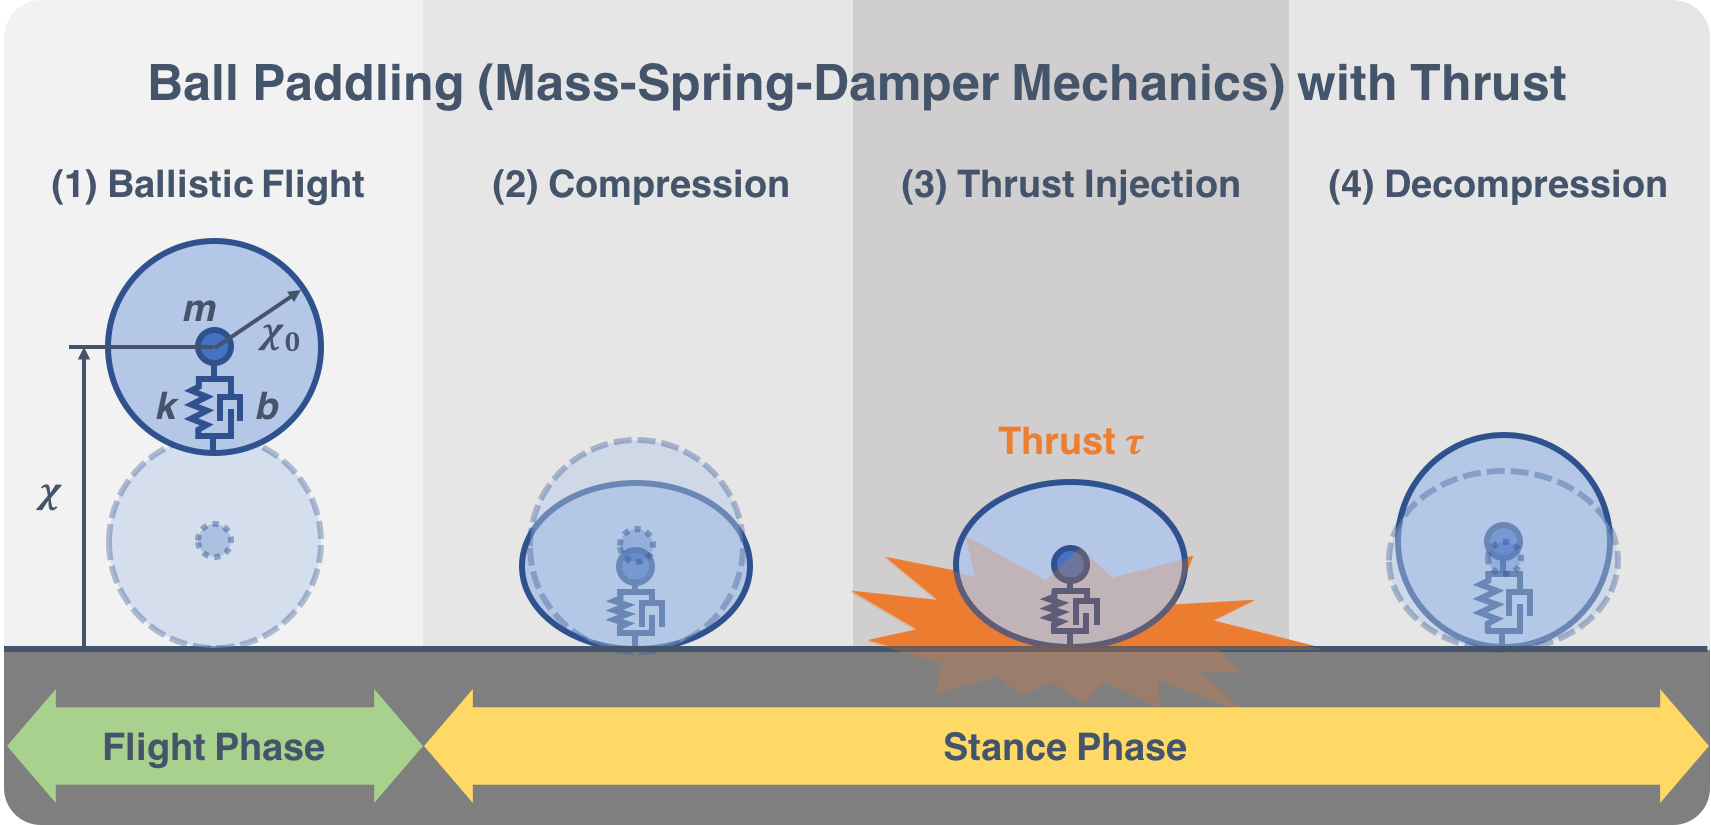 Ball Paddling (Mass-Spring-Damper Mechanics) with Thrust
(1) Ballistic Flight
(2) Compression
(3) Thrust Injection
(4) Decompression
m
χ₀
k
b
χ
Thrust τ
Flight Phase
Stance Phase